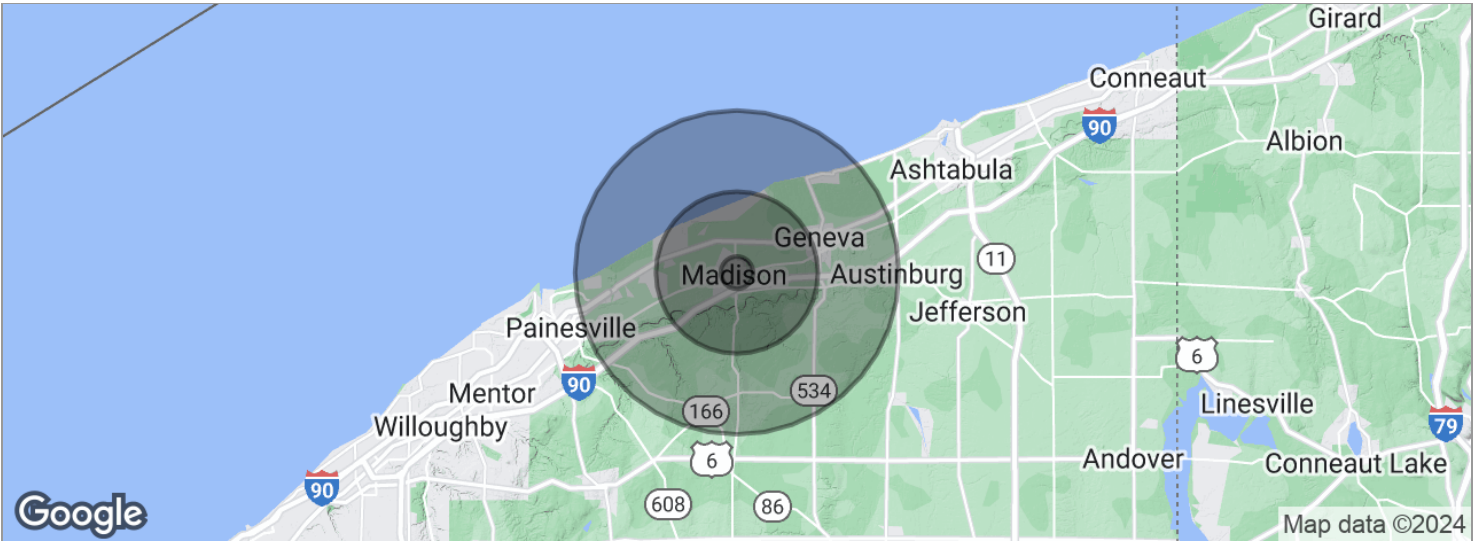 Girard
Conneaut
90
Albion
Ashtabula
Geneva
11
Madison
Austinburg
Jefferson
Painesville
6
90
Mentor
534
166
Linesville
Willoughby
79
6
Andover
Conneaut Lake
90
608
86
Google
Map data ©2024